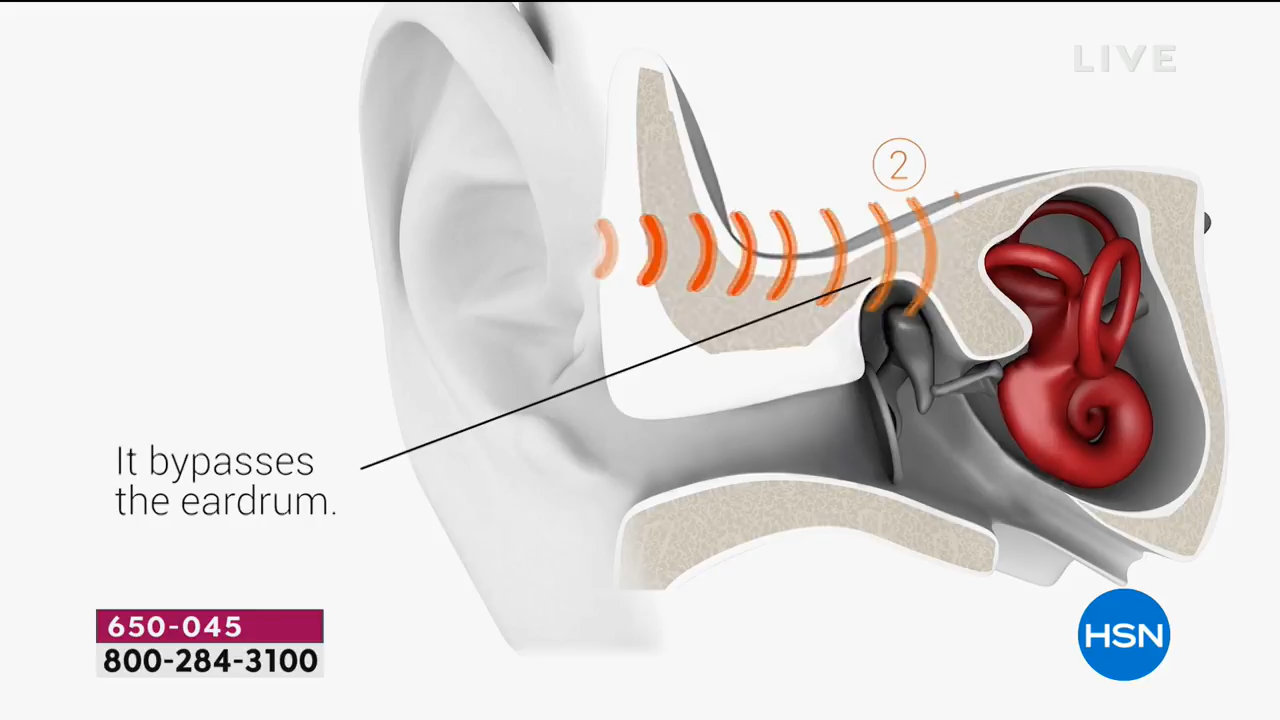 LIVE
2
It bypasses
the eardrum.
650-045
800-284-3100
HSN